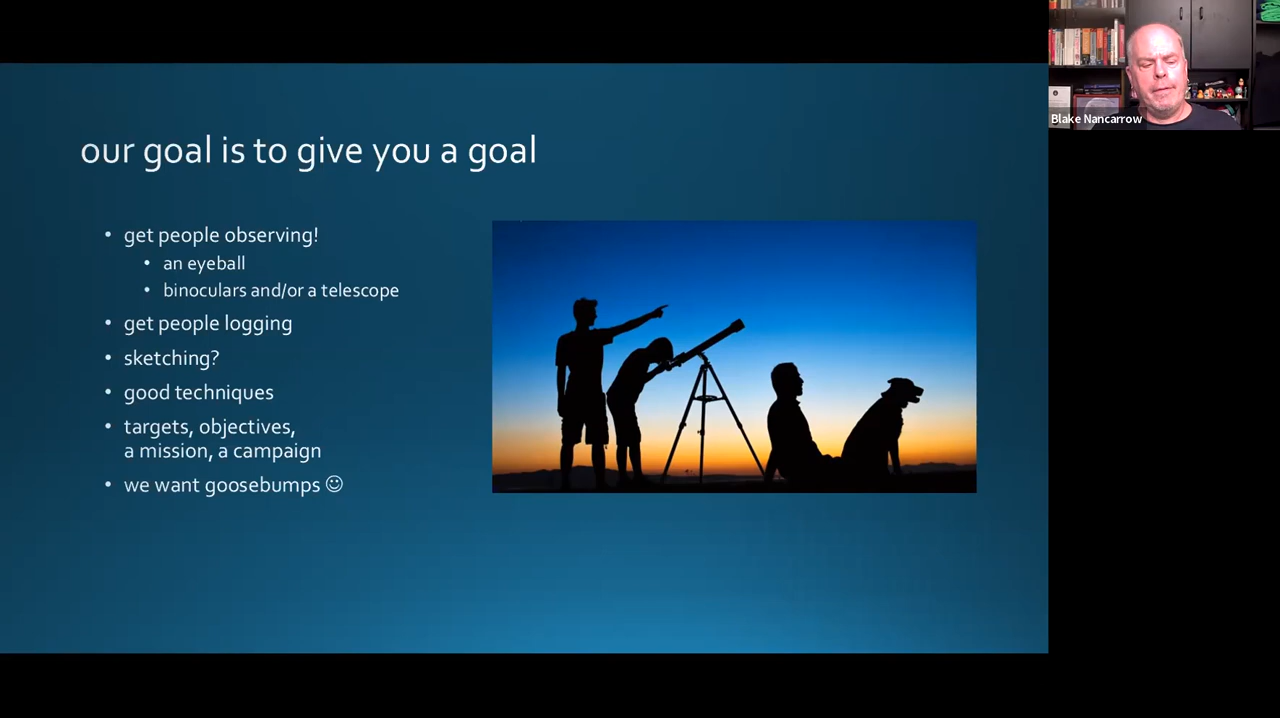 our goal is to give you a goal
• get people observing!
• an eyeball
• binoculars and/or a telescope
• get people logging
• sketching?
• good techniques
• targets, objectives,
a mission, a campaign
• we want goosebumps ☺
Blake Nancarrow